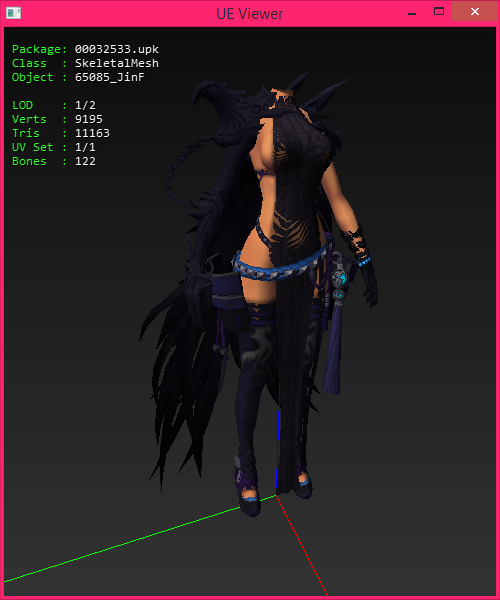 UE Viewer
Package: 00032533.upk
Class : SkeletalMesh
Object : 65085_JinF
LOD : 1/2
Verts : 9195
Tris : 11163
UV Set : 1/1
Bones : 122